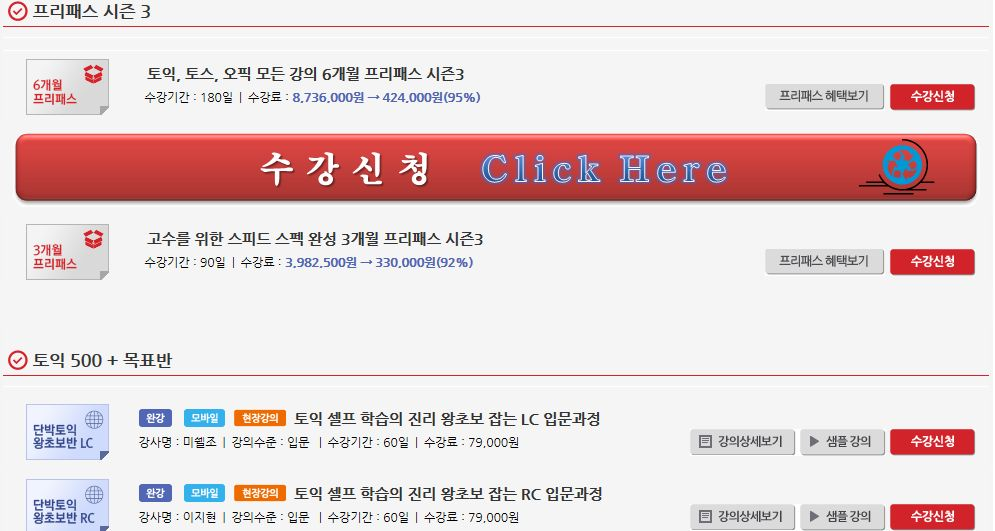 프리패스 시즌 3
6개월
프리패스
토익, 토스, 오픽 모든 강의 6개월 프리패스 시즌3
수강기간 : 180일 | 수강료 : 8,736,000원 → 424,000원(95%)
프리패스 혜택보기
수강신청
수강신청 Click Here
3개월
프리패스
고수를 위한 스피드 스펙 완성 3개월 프리패스 시즌3
수강기간 : 90일 | 수강료 : 3,982,500원 → 330,000원(92%)
프리패스 혜택보기
수강신청
토익 500 + 목표반
단박토익
왕초보반 LC
완강 모바일 현장강의 토익 셀프 학습의 진리 왕초보 잡는 LC 입문과정
강사명 : 미쉘조 | 강의수준 : 입문 | 수강기간 : 60일 | 수강료 : 79,000원
강의상세보기
샘플 강의
수강신청
단박토익
왕초보반 RC
완강 모바일 현장강의 토익 셀프 학습의 진리 왕초보 잡는 RC 입문과정
강사명 : 이지현 | 강의수준 : 입문 | 수강기간 : 60일 | 수강료 : 79,000원
강의상세보기
샘플 강의
수강신청